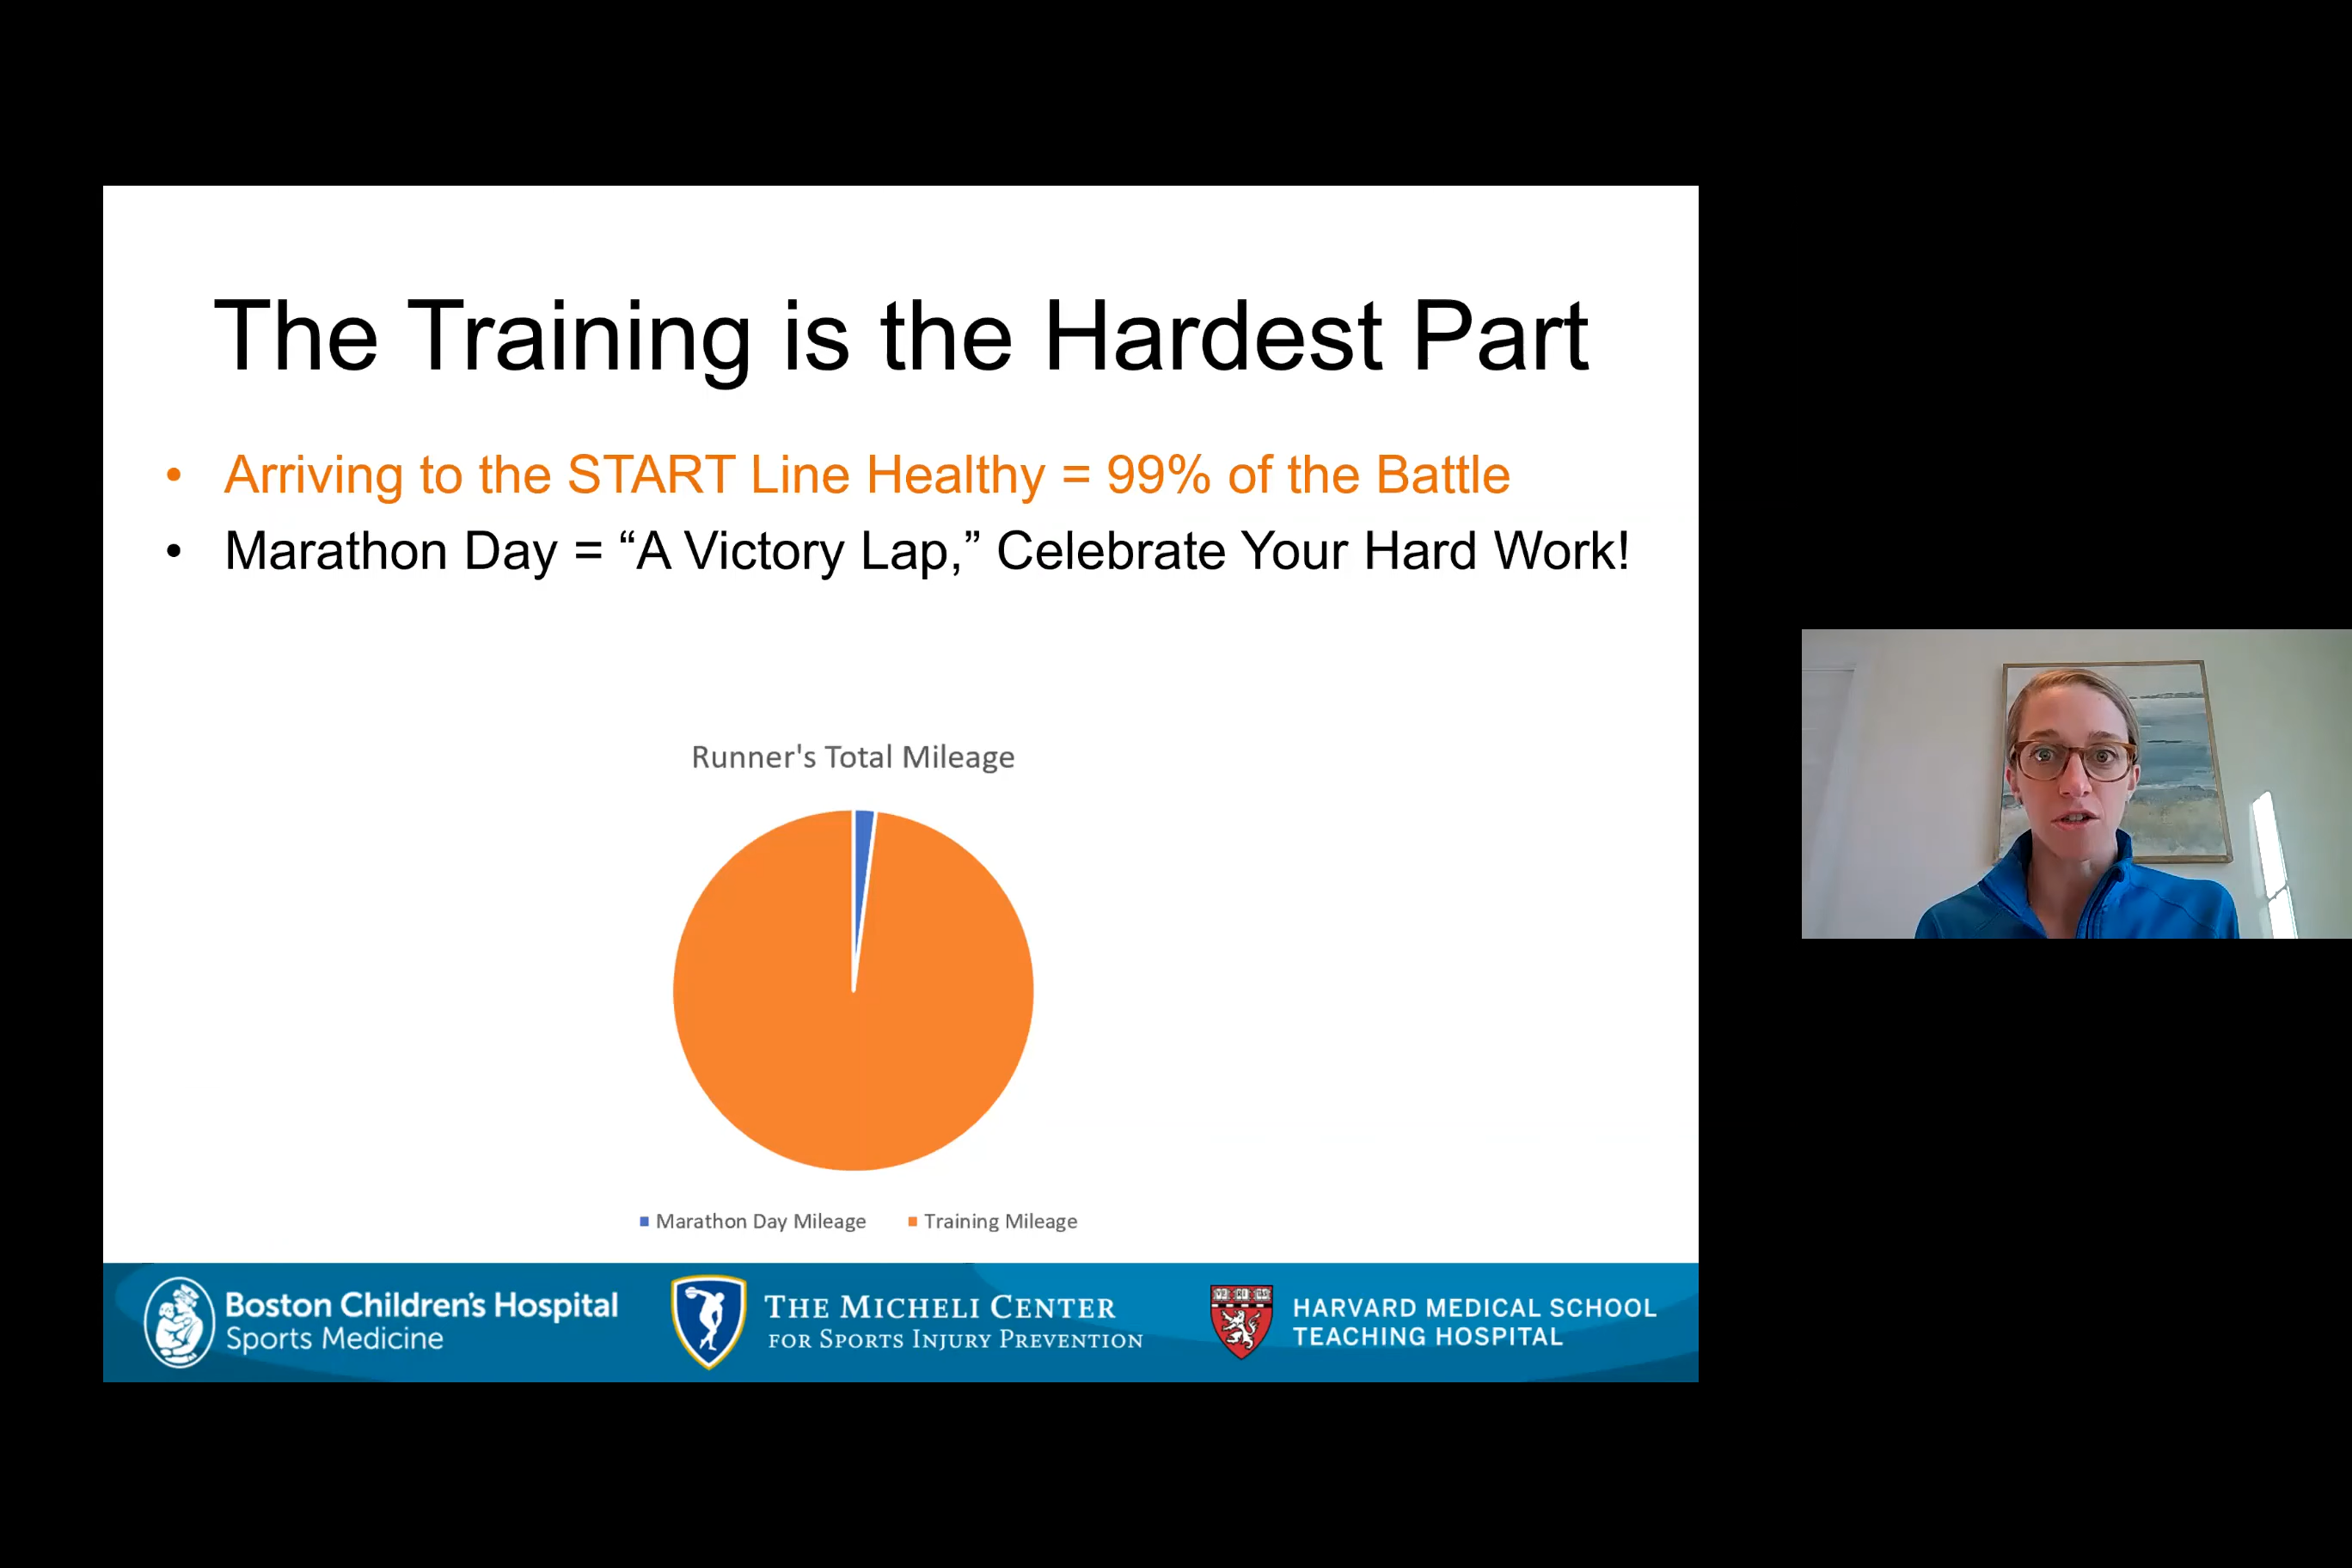 The Training is the Hardest Part
• Arriving to the START Line Healthy = 99% of the Battle
• Marathon Day = “A Victory Lap,” Celebrate Your Hard Work!
Runner's Total Mileage
Marathon Day Mileage
Training Mileage
Boston Children's Hospital
Sports Medicine
THE MICHELI CENTER
FOR SPORTS INJURY PREVENTION
HARVARD MEDICAL SCHOOL
TEACHING HOSPITAL